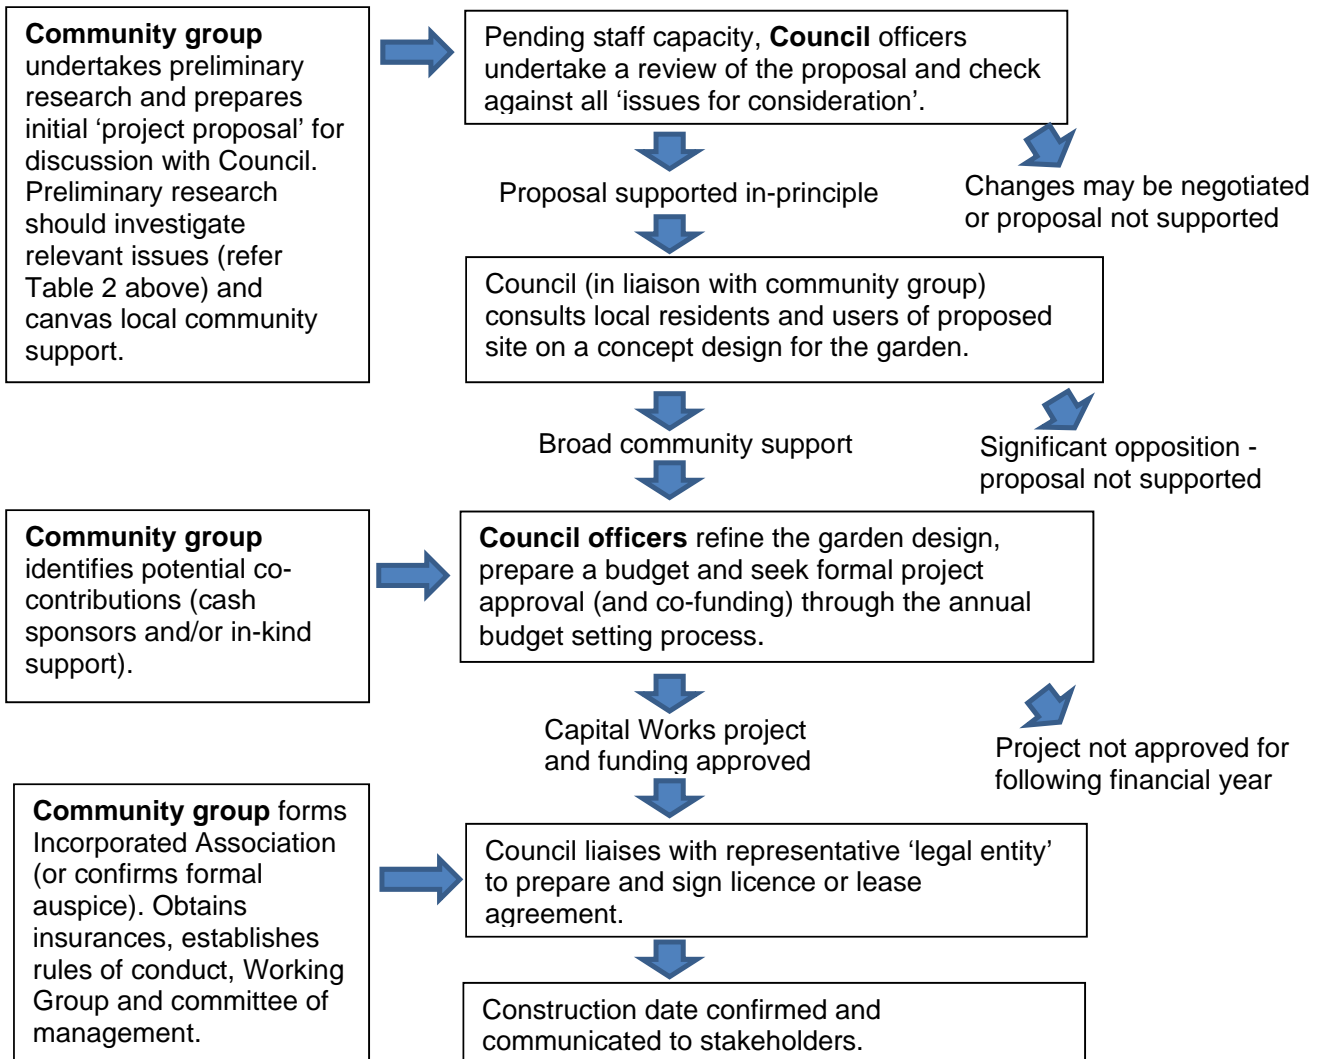 Community group
undertakes preliminary
research and prepares
initial ‘project proposal’ for
discussion with Council.
Preliminary research
should investigate
relevant issues (refer
Table 2 above) and
canvas local community
support.
Pending staff capacity, Council officers
undertake a review of the proposal and check
against all ‘issues for consideration’.
Proposal supported in-principle
Changes may be negotiated
or proposal not supported
Council (in liaison with community group)
consults local residents and users of proposed
site on a concept design for the garden.
Broad community support
Significant opposition -
proposal not supported
Community group
identifies potential co-
contributions (cash
sponsors and/or in-kind
support).
Council officers refine the garden design,
prepare a budget and seek formal project
approval (and co-funding) through the annual
budget setting process.
Capital Works project
and funding approved
Project not approved for
following financial year
Community group forms
Incorporated Association
(or confirms formal
auspice). Obtains
insurances, establishes
rules of conduct, Working
Group and committee of
management.
Council liaises with representative ‘legal entity’
to prepare and sign licence or lease
agreement.
Construction date confirmed and
communicated to stakeholders.